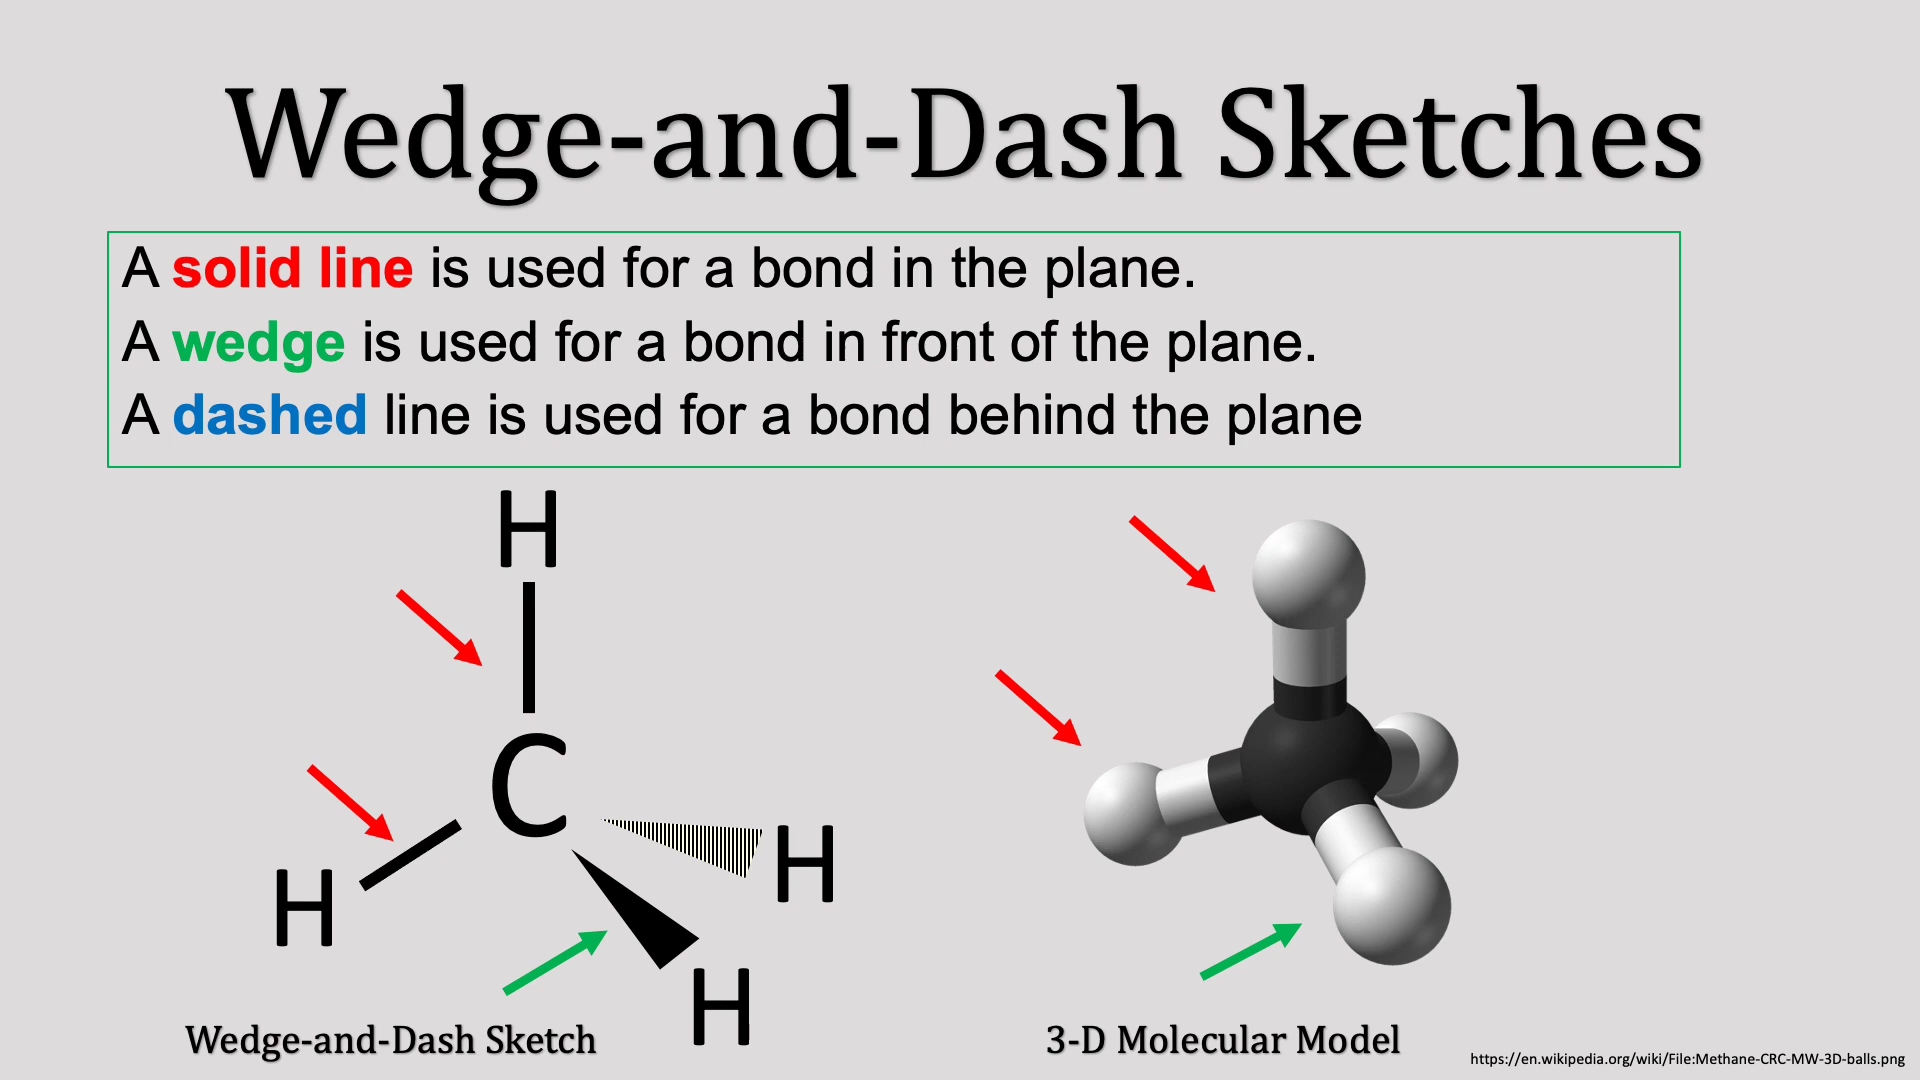 Wedge-and-Dash Sketches
A solid line is used for a bond in the plane.
A wedge is used for a bond in front of the plane.
A dashed line is used for a bond behind the plane
H
C
H
H
H
Wedge-and-Dash Sketch
3-D Molecular Model
https://en.wikipedia.org/wiki/File:Methane-CRC-MW-3D-balls.png